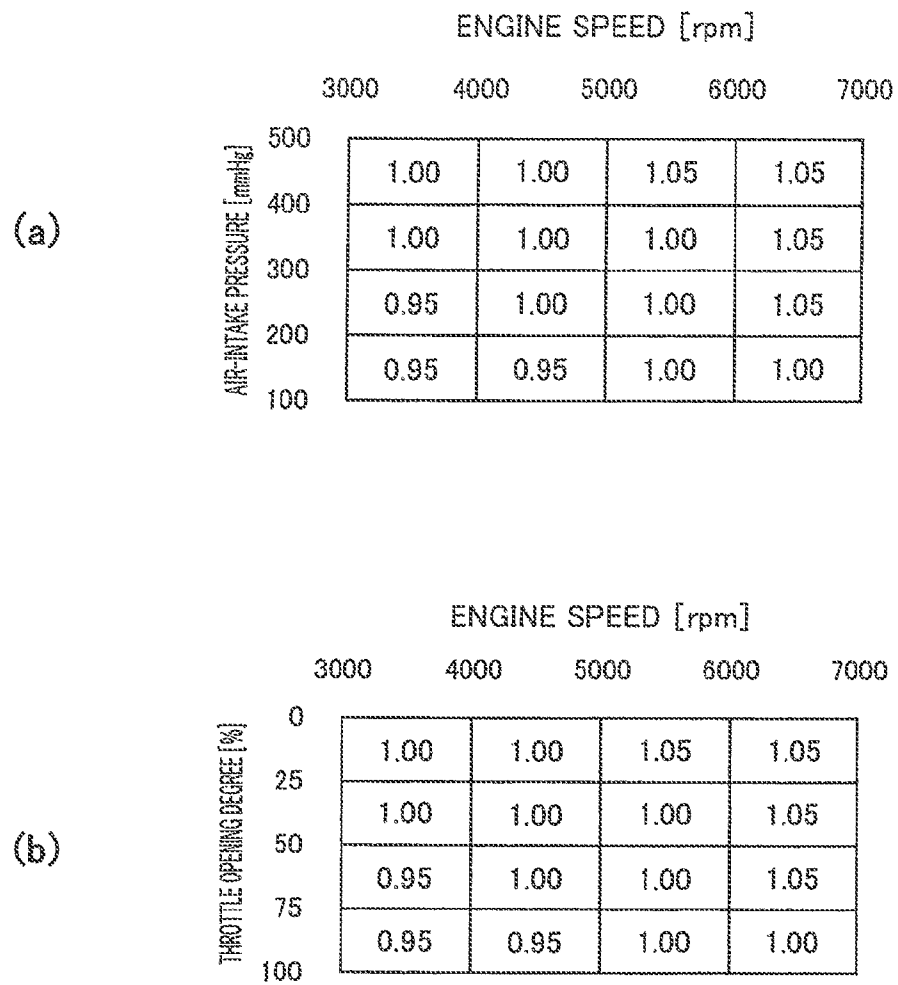 ENGINE SPEED [rpm]
3000 4000 5000 6000 7000
(a)
AIR-INTAKE PRESSURE [mmHg]
500
1.00 1.00 1.05 1.05
400
1.00 1.00 1.00 1.05
300
0.95 1.00 1.00 1.05
200
0.95 0.95 1.00 1.00
100
ENGINE SPEED [rpm]
3000 4000 5000 6000 7000
(b)
THROTTLE OPENING DEGREE [%]
0
1.00 1.00 1.05 1.05
25
1.00 1.00 1.00 1.05
50
0.95 1.00 1.00 1.05
75
0.95 0.95 1.00 1.00
100